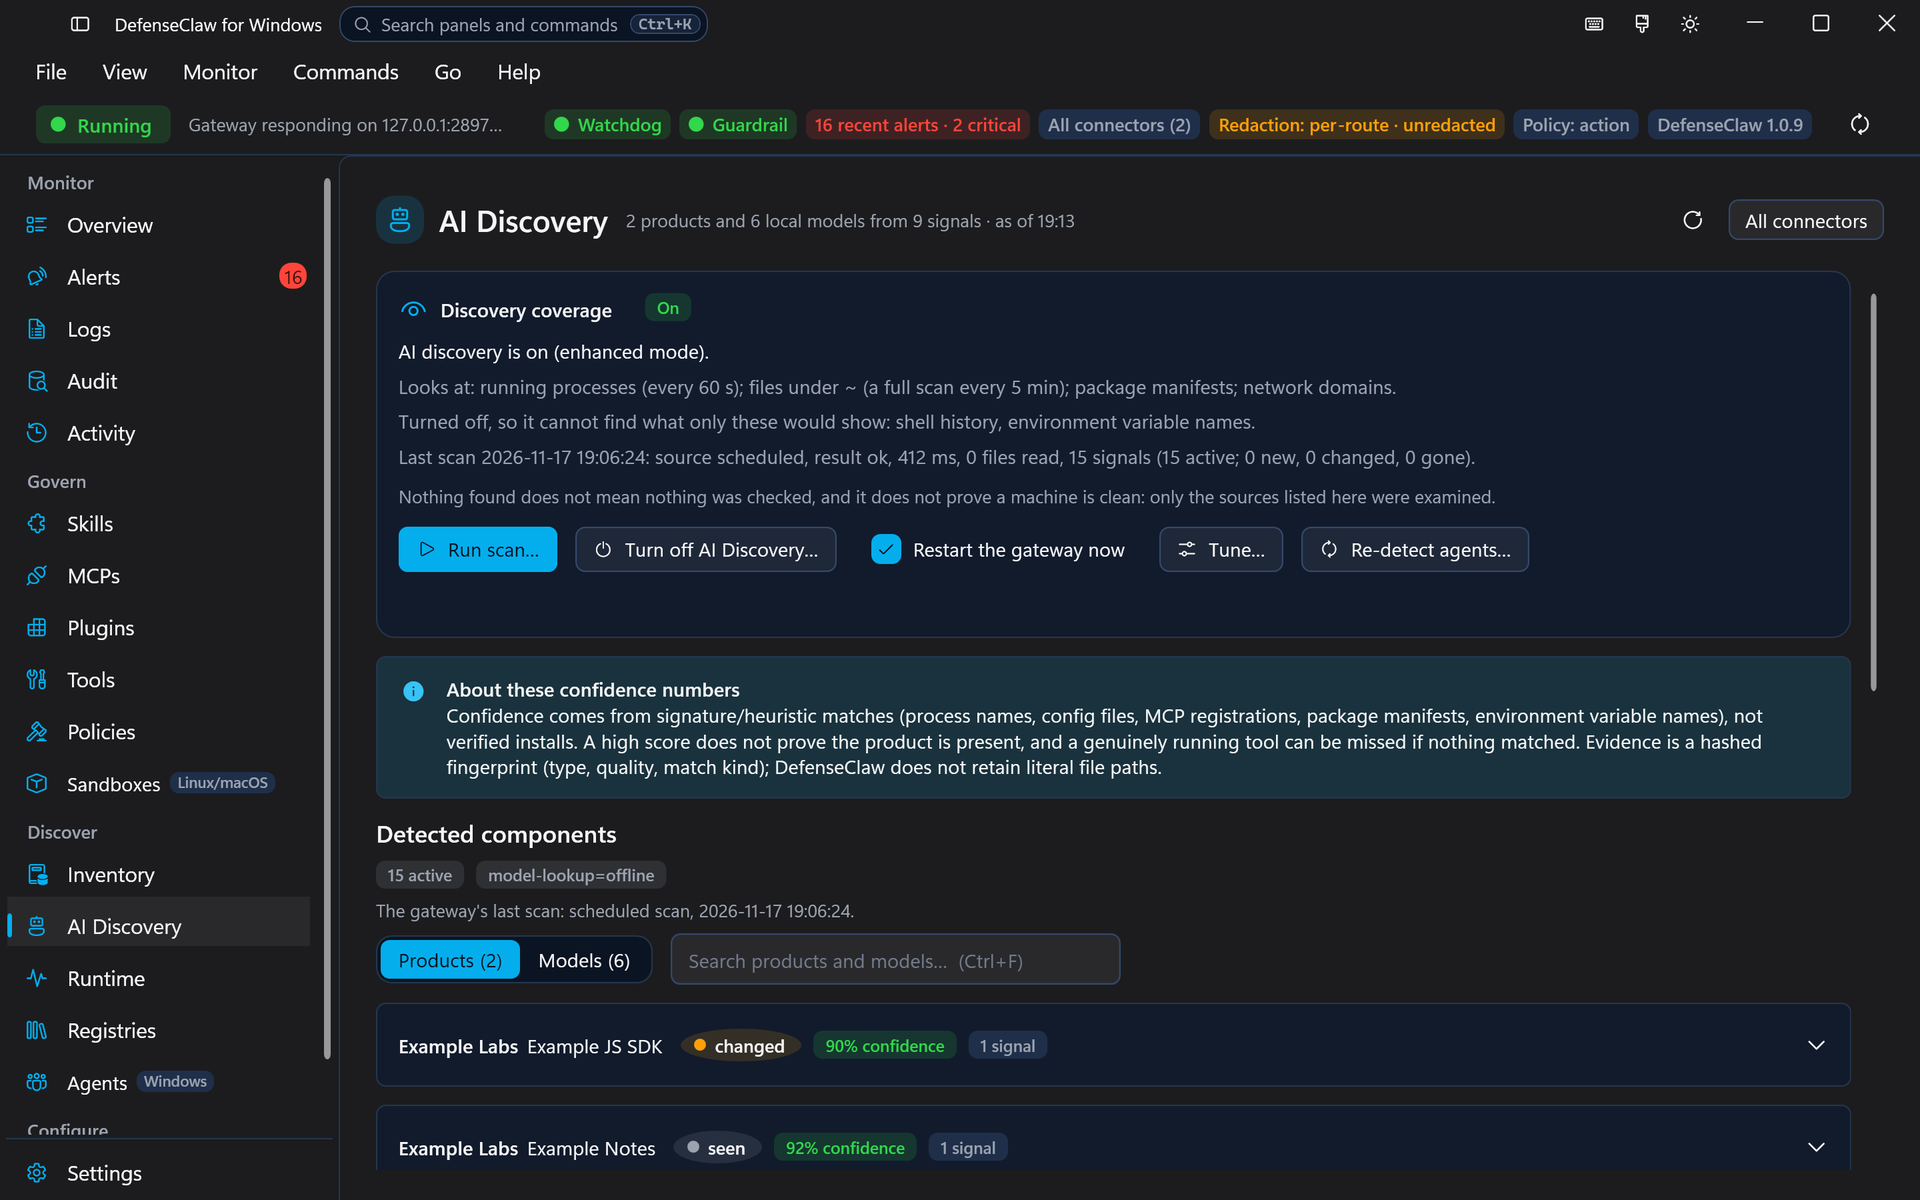 DefenseClaw for Windows
Search panels and commands Ctrl+K
File View Monitor Commands Go Help
Running
Gateway responding on 127.0.0.1:2897...
Watchdog
Guardrail
16 recent alerts · 2 critical
All connectors (2)
Redaction: per-route · unredacted
Policy: action
DefenseClaw 1.0.9
Monitor
Overview
Alerts 16
Logs
Audit
Activity
Govern
Skills
MCPs
Plugins
Tools
Policies
Sandboxes Linux/macOS
Discover
Inventory
AI Discovery
Runtime
Registries
Agents Windows
Configure
Settings
AI Discovery 2 products and 6 local models from 9 signals · as of 19:13
All connectors
Discovery coverage On
AI discovery is on (enhanced mode).
Looks at: running processes (every 60 s); files under ~ (a full scan every 5 min); package manifests; network domains.
Turned off, so it cannot find what only these would show: shell history, environment variable names.
Last scan 2026-11-17 19:06:24: source scheduled, result ok, 412 ms, 0 files read, 15 signals (15 active; 0 new, 0 changed, 0 gone).
Nothing found does not mean nothing was checked, and it does not prove a machine is clean: only the sources listed here were examined.
Run scan... Turn off AI Discovery... Restart the gateway now Tune... Re-detect agents...
About these confidence numbers
Confidence comes from signature/heuristic matches (process names, config files, MCP registrations, package manifests, environment variable names), not
verified installs. A high score does not prove the product is present, and a genuinely running tool can be missed if nothing matched. Evidence is a hashed
fingerprint (type, quality, match kind); DefenseClaw does not retain literal file paths.
Detected components
15 active model-lookup=offline
The gateway's last scan: scheduled scan, 2026-11-17 19:06:24.
Products (2) Models (6) Search products and models... (Ctrl+F)
Example Labs Example JS SDK changed 90% confidence 1 signal
Example Labs Example Notes seen 92% confidence 1 signal